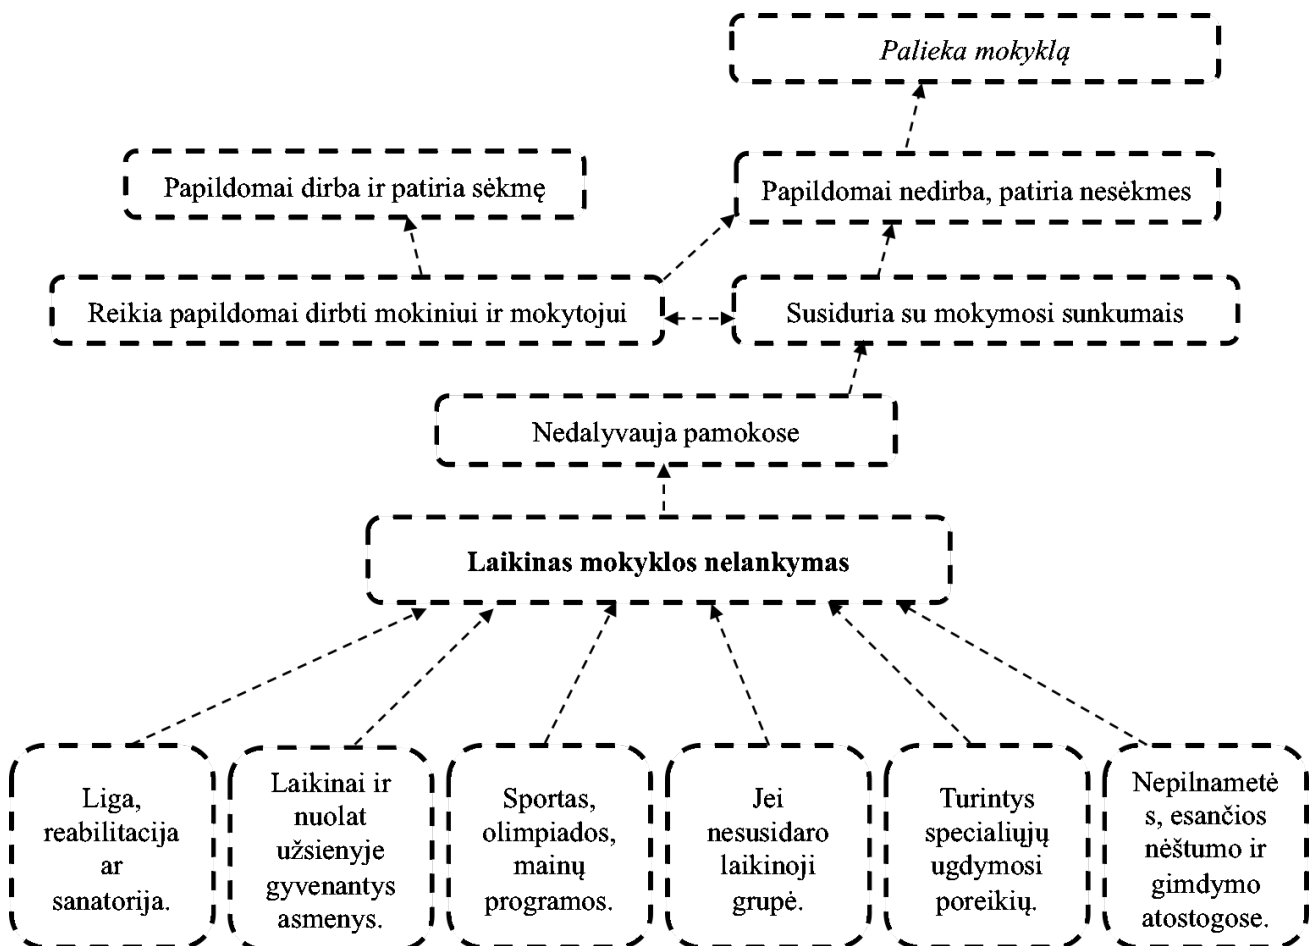 Palieka mokyklą
Papildomai dirba ir patiria sėkmę
Papildomai nedirba, patiria nesėkmes
Reikia papildomai dirbti mokiniui ir mokytojui
Susiduria su mokymosi sunkumais
Nedalyvauja pamokose
Laikinas mokyklos nelankymas
Liga,
reabilitacija
ar
sanatorija.
Laikinai ir
nuolat
užsienyje
gyvenantys
asmenys.
Sportas,
olimpiados,
mainų
programos.
Jei
nesusidaro
laikinoji
grupė.
Turintys
specialiųjų
ugdymosi
poreikių.
Nepilnametė
s, esančios
nėštumo ir
gimdymo
atostogose.